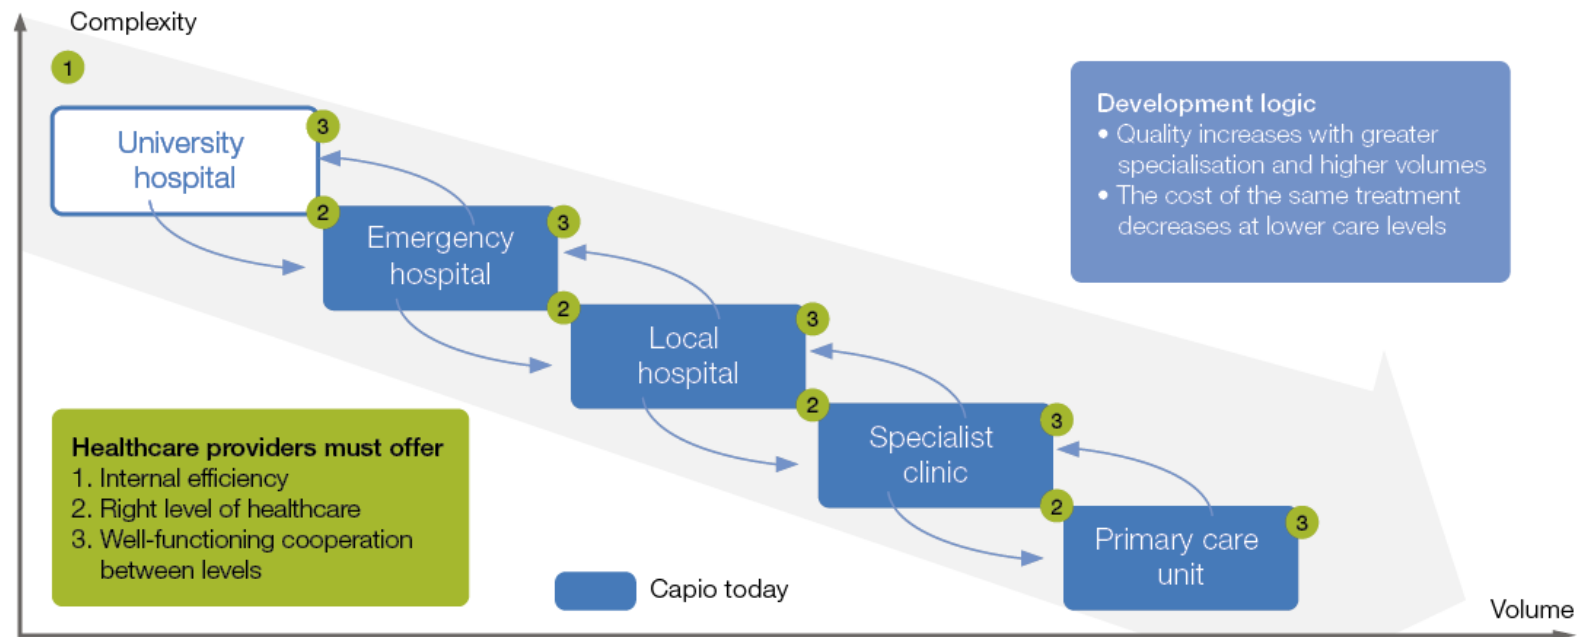 Complexity
1
University
hospital
3
2
Emergency
hospital
3
2
Local
hospital
3
2
Specialist
clinic
3
2
Primary care
unit
3
Development logic
• Quality increases with greater
specialisation and higher volumes
• The cost of the same treatment
decreases at lower care levels
Healthcare providers must offer
1. Internal efficiency
2. Right level of healthcare
3. Well-functioning cooperation
between levels
Capio today
Volume